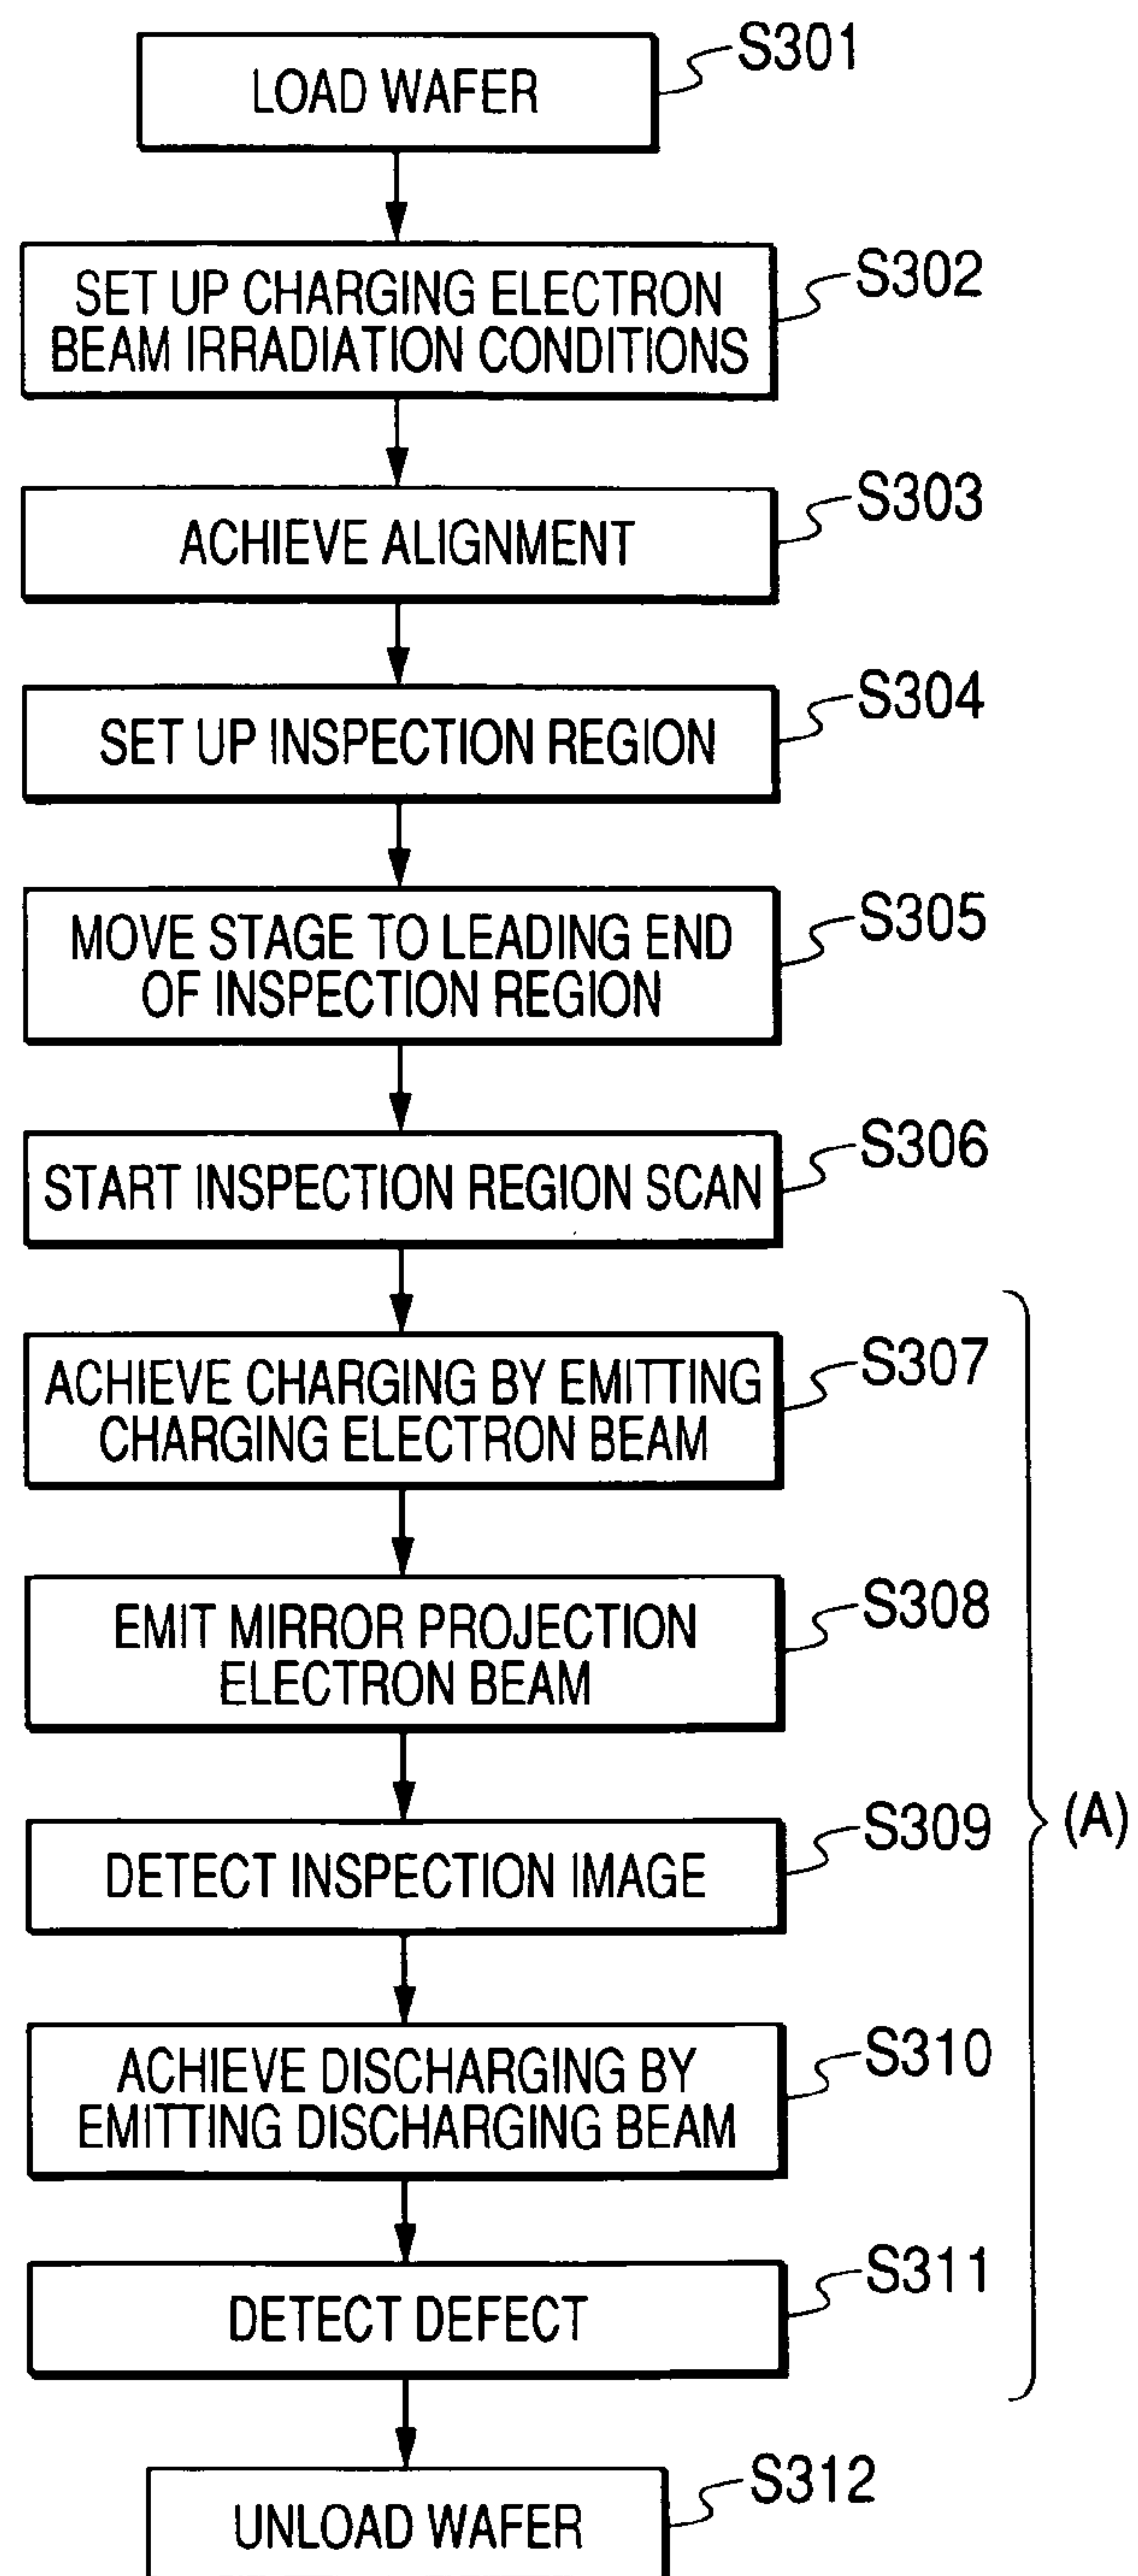 S301
LOAD WAFER
S302
SET UP CHARGING ELECTRON
BEAM IRRADIATION CONDITIONS
S303
ACHIEVE ALIGNMENT
S304
SET UP INSPECTION REGION
S305
MOVE STAGE TO LEADING END
OF INSPECTION REGION
S306
START INSPECTION REGION SCAN
S307
ACHIEVE CHARGING BY EMITTING
CHARGING ELECTRON BEAM
S308
EMIT MIRROR PROJECTION
ELECTRON BEAM
S309
(A)
DETECT INSPECTION IMAGE
S310
ACHIEVE DISCHARGING BY
EMITTING DISCHARGING BEAM
S311
DETECT DEFECT
S312
UNLOAD WAFER